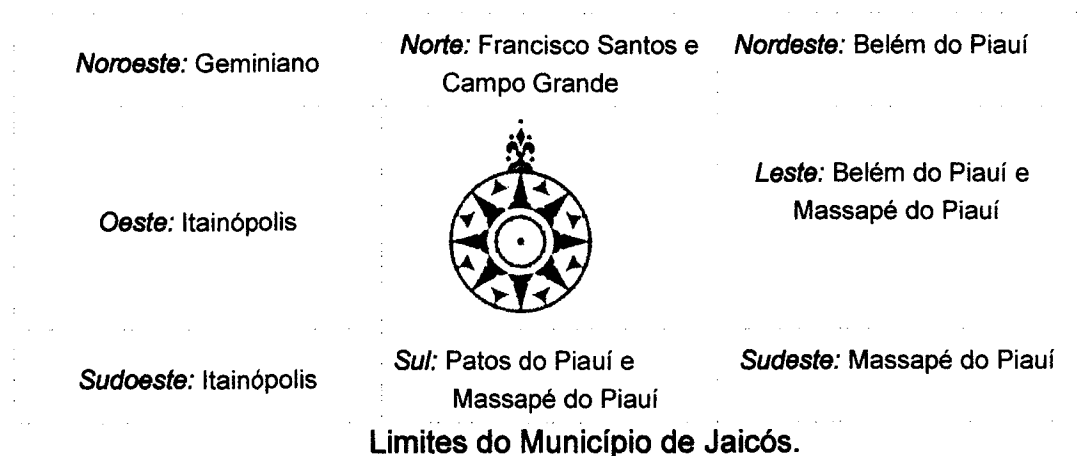 Noroeste: Geminiano
Norte: Francisco Santos e
Campo Grande
Nordeste: Belém do Piauí
Oeste: Itainópolis
Leste: Belém do Piauí e
Massapé do Piauí
Sudoeste: Itainópolis
Sul: Patos do Piauí e
Massapé do Piauí
Sudeste: Massapé do Piauí
Limites do Município de Jaicós.